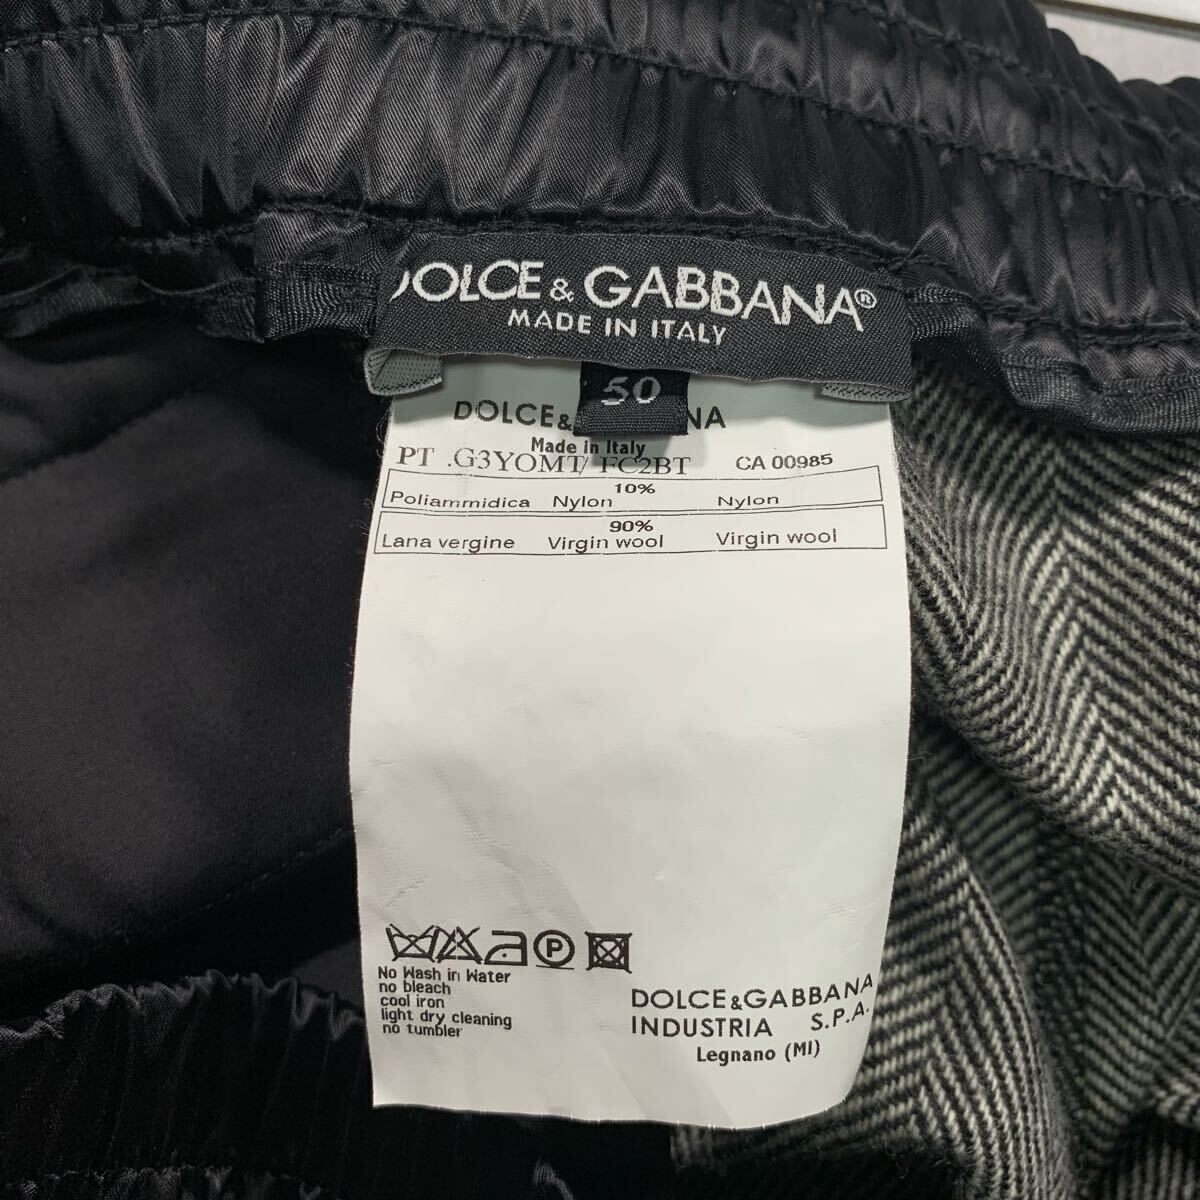 DOLCE & GABBANA®
MADE IN ITALY
50
DOLCE& NA
Made in Italy
PT .G3YOMT/ FC2BT CA 00985
10%
Poliammidica Nylon Nylon
90%
Lana vergine Virgin wool Virgin wool
P
No Wash in Water
no bleach
cool iron
light dry cleaning
no tumbler
DOLCE&GABBANA
INDUSTRIA S.P.A.
Legnano (MI)